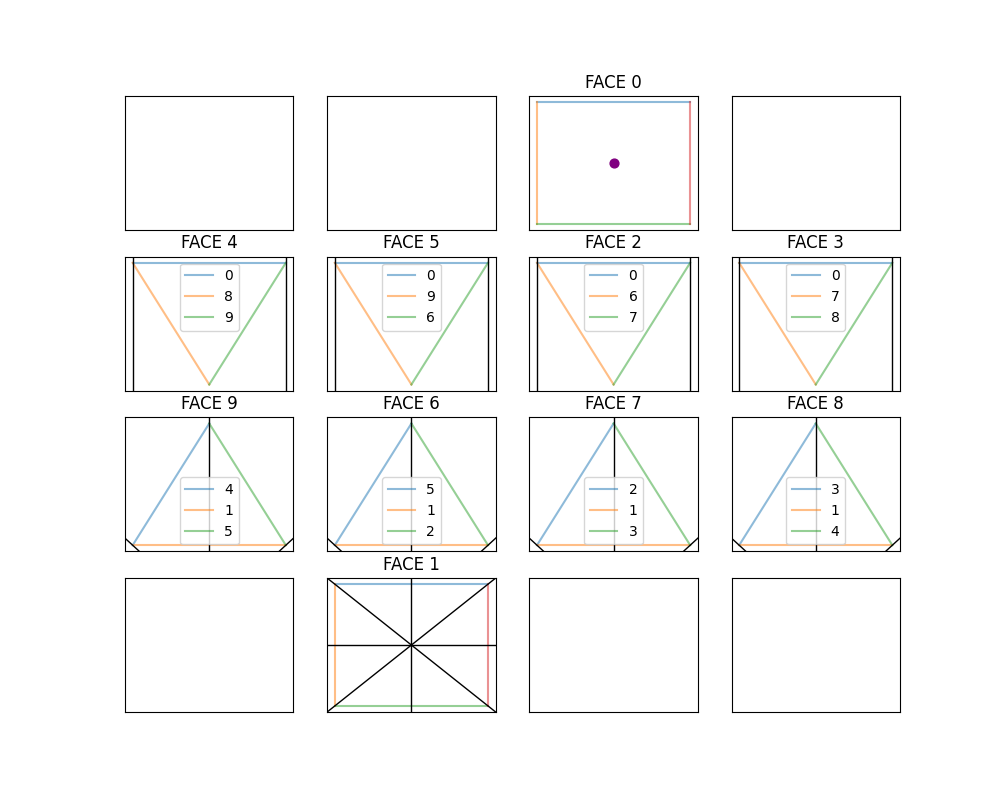 FACE 0
FACE 4 FACE 5 FACE 2 FACE 3
0 0 0 0
8 9 6 7
9 6 7 8
FACE 9 FACE 6 FACE 7 FACE 8
4 5 2 3
1 1 1 1
5 2 3 4
FACE 1